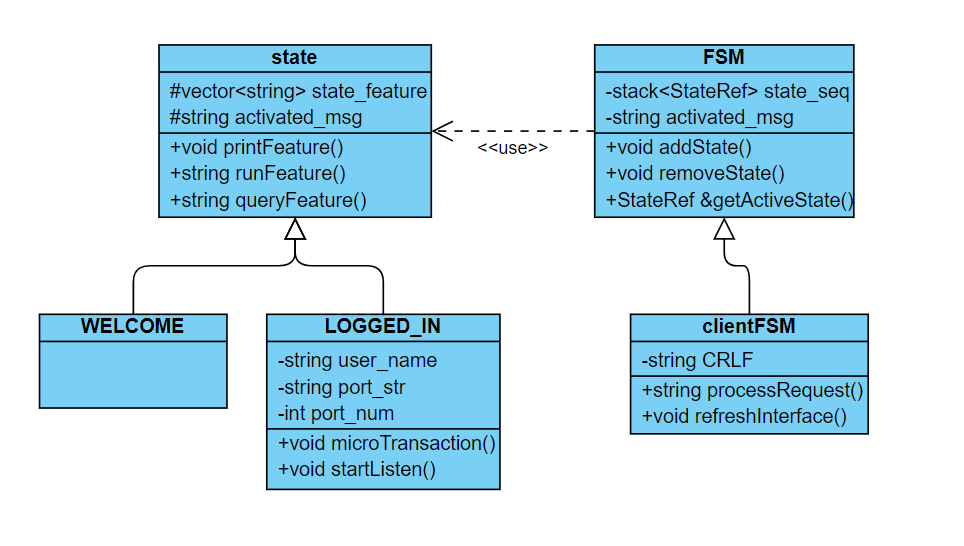 state
#vector<string> state_feature
#string activated_msg
+void printFeature()
+string runFeature()
+string queryFeature()
<<use>>
FSM
-stack<StateRef> state_seq
-string activated_msg
+void addState()
+void removeState()
+StateRef &getActiveState()
WELCOME
LOGGED_IN
-string user_name
-string port_str
-int port_num
+void microTransaction()
+void startListen()
clientFSM
-string CRLF
+string processRequest()
+void refreshInterface()